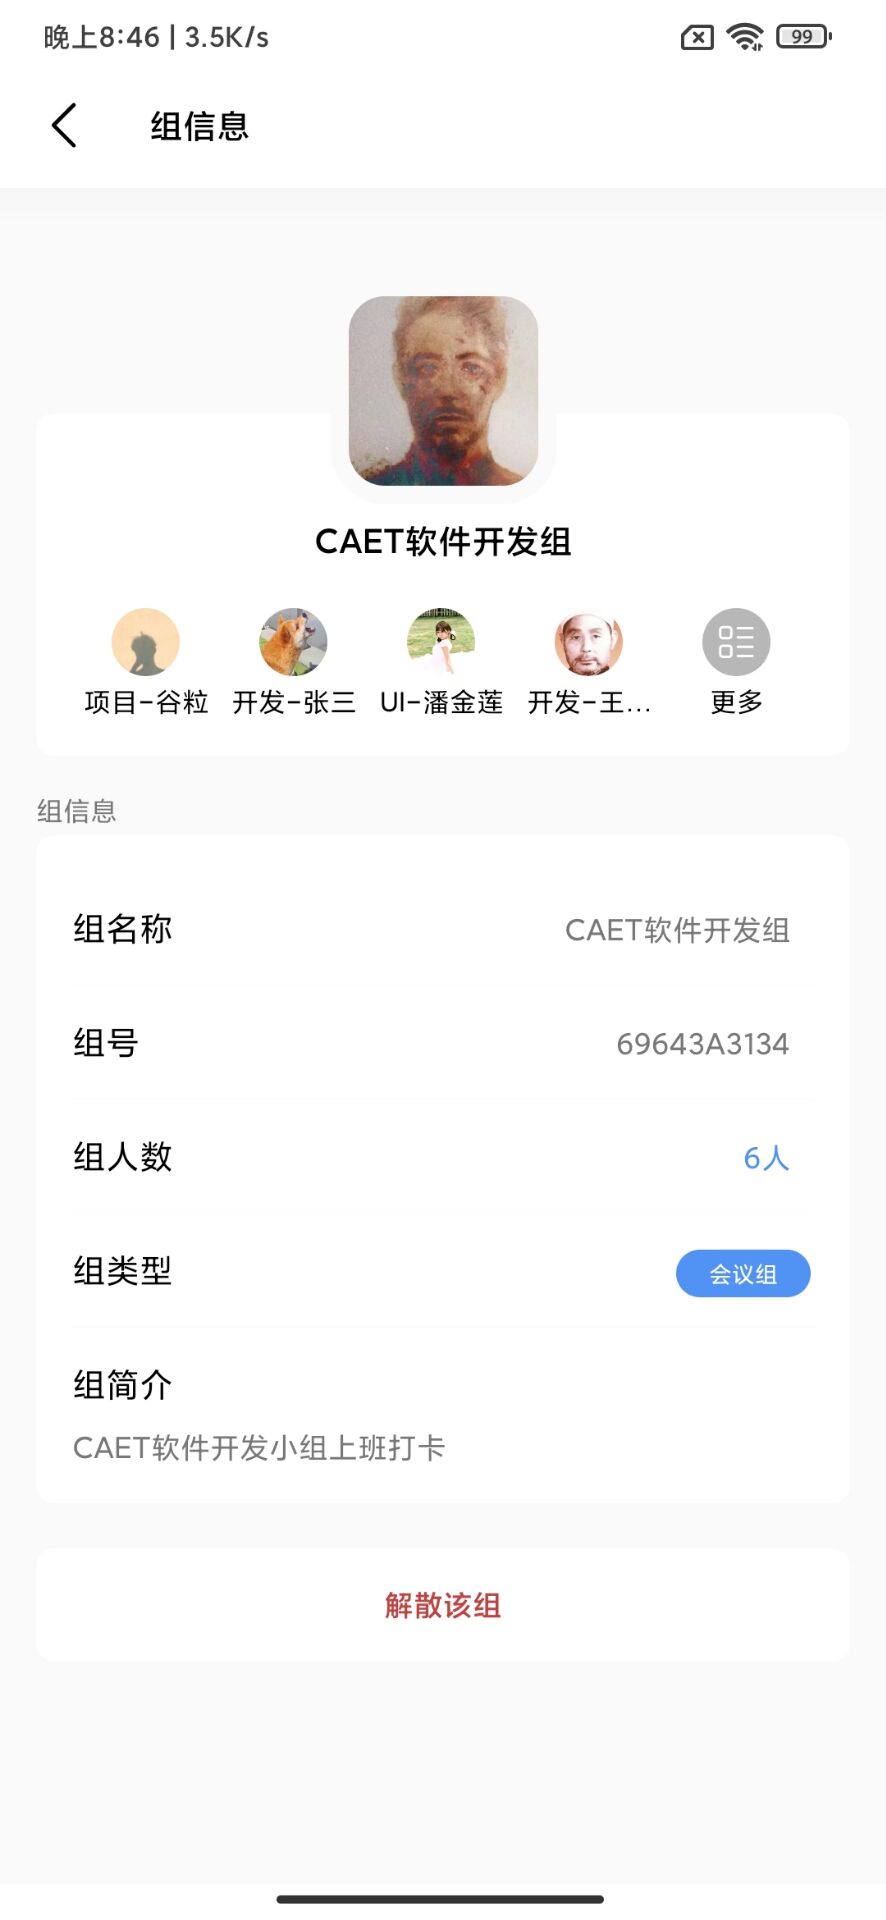 晚上8:46 | 3.5K/s
99
组信息
CAET软件开发组
项目-谷粒 开发-张三 UI-潘金莲 开发-王... 更多
组信息
组名称 CAET软件开发组
组号 69643A3134
组人数 6人
组类型 会议组
组简介
CAET软件开发小组上班打卡
解散该组